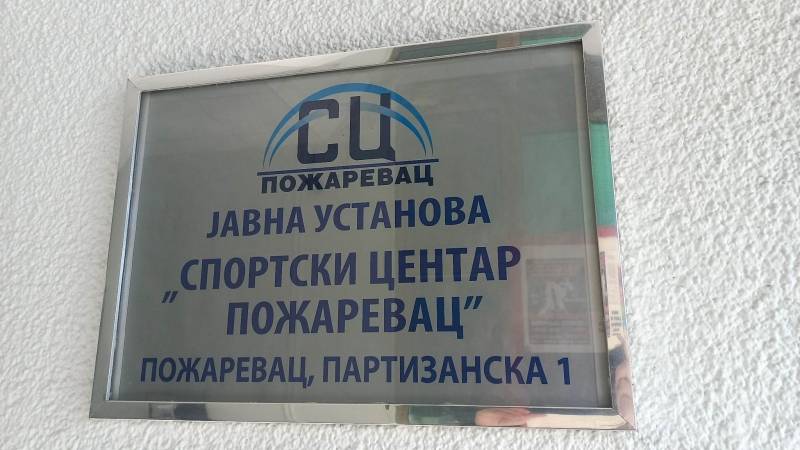 СЦ
ПОЖАРЕВАЦ
ЈАВНА УСТАНОВА
„СПОРТСКИ ЦЕНТАР
ПОЖАРЕВАЦ”
ПОЖАРЕВАЦ, ПАРТИЗАНСКА 1